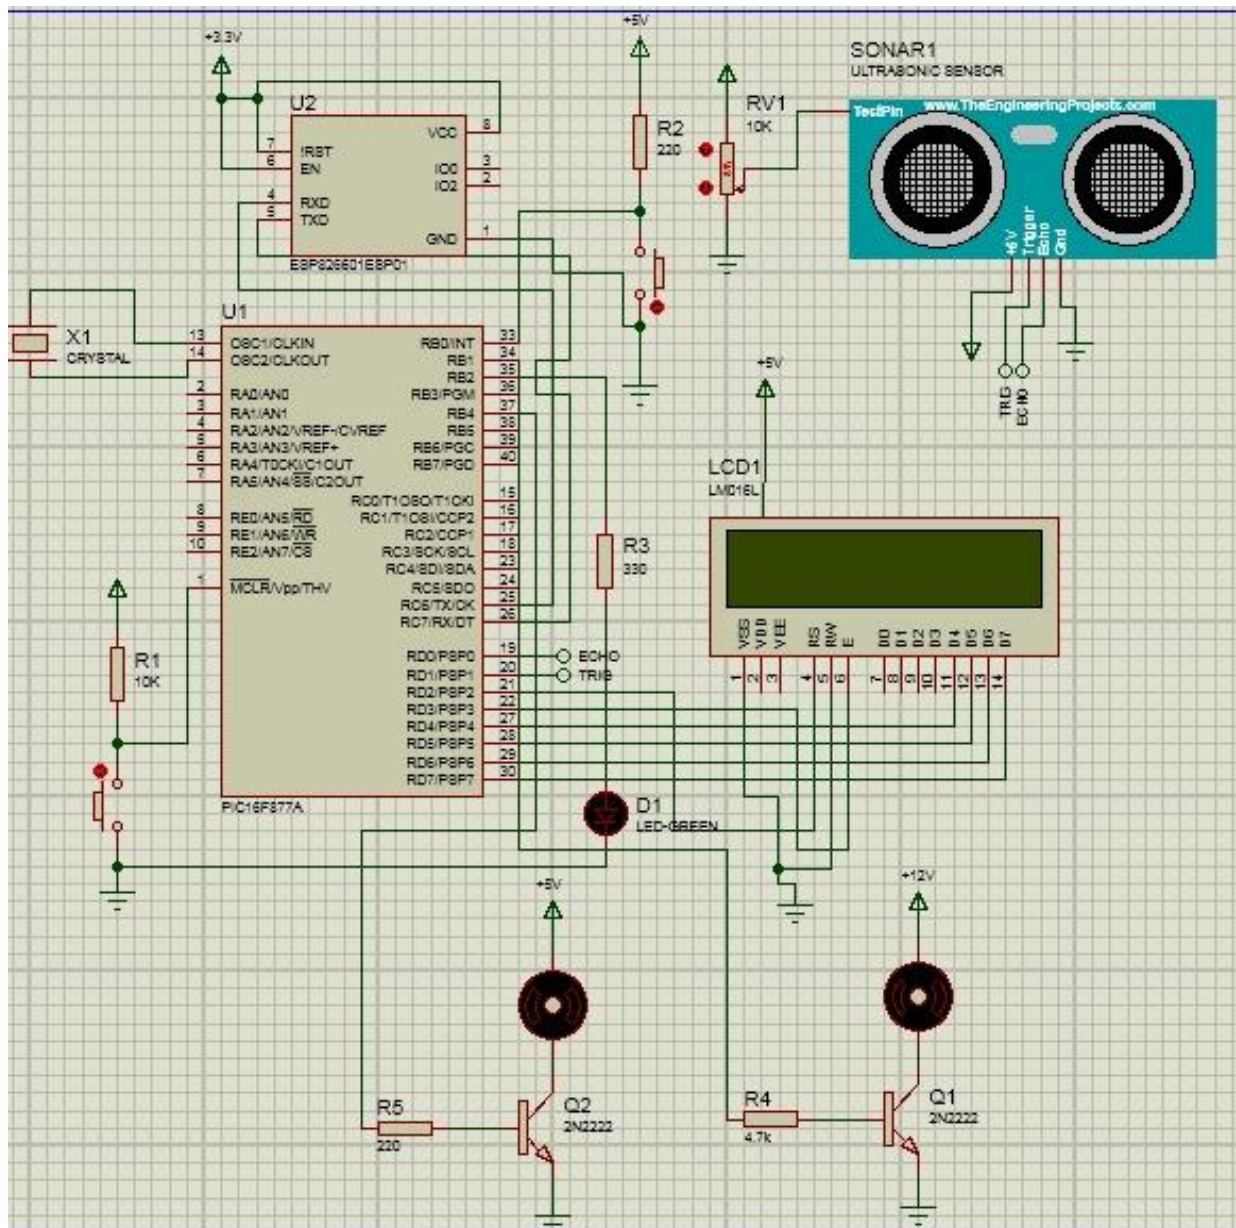 +3.3V
+5V
SONAR1
ULTRASONIC SENSOR
U2
RV1
10K
TestPin
www.TheEngineeringProjects.com
R2
220
VCC 8
7 !RST
6 EN
IO0 3
IO2 2
4 RXD
5 TXD
GND 1
ESP826601ESP01
+5V
Trigger
Echo
Gnd
TRIG
ECHO
X1
CRYSTAL
U1
13 OSC1/CLKIN
14 OSC2/CLKOUT
2 RA0/AN0
3 RA1/AN1
4 RA2/AN2/VREF-/CVREF
5 RA3/AN3/VREF+
6 RA4/T0CKI/C1OUT
7 RA5/AN4/SS/C2OUT
8 RE0/AN5/RD
9 RE1/AN6/WR
10 RE2/AN7/CS
1 MCLR/Vpp/THV
RB0/INT 33
RB1 34
RB2 35
RB3/PGM 36
RB4 37
RB5 38
RB6/PGC 39
RB7/PGD 40
RC0/T1OSO/T1CKI 15
RC1/T1OSI/CCP2 16
RC2/CCP1 17
RC3/SCK/SCL 18
RC4/SDI/SDA 23
RC5/SDO 24
RC6/TX/CK 25
RC7/RX/DT 26
RD0/PSP0 19
RD1/PSP1 20
RD2/PSP2 21
RD3/PSP3 22
RD4/PSP4 27
RD5/PSP5 28
RD6/PSP6 29
RD7/PSP7 30
PIC16F877A
ECHO
TRIG
R1
10K
R3
330
D1
LED-GREEN
+5V
LCD1
LM016L
VSS VDD VEE RS RW E D0 D1 D2 D3 D4 D5 D6 D7
1 2 3 4 5 6 7 8 9 10 11 12 13 14
+5V
+12V
R5
220
Q2
2N2222
R4
4.7k
Q1
2N2222